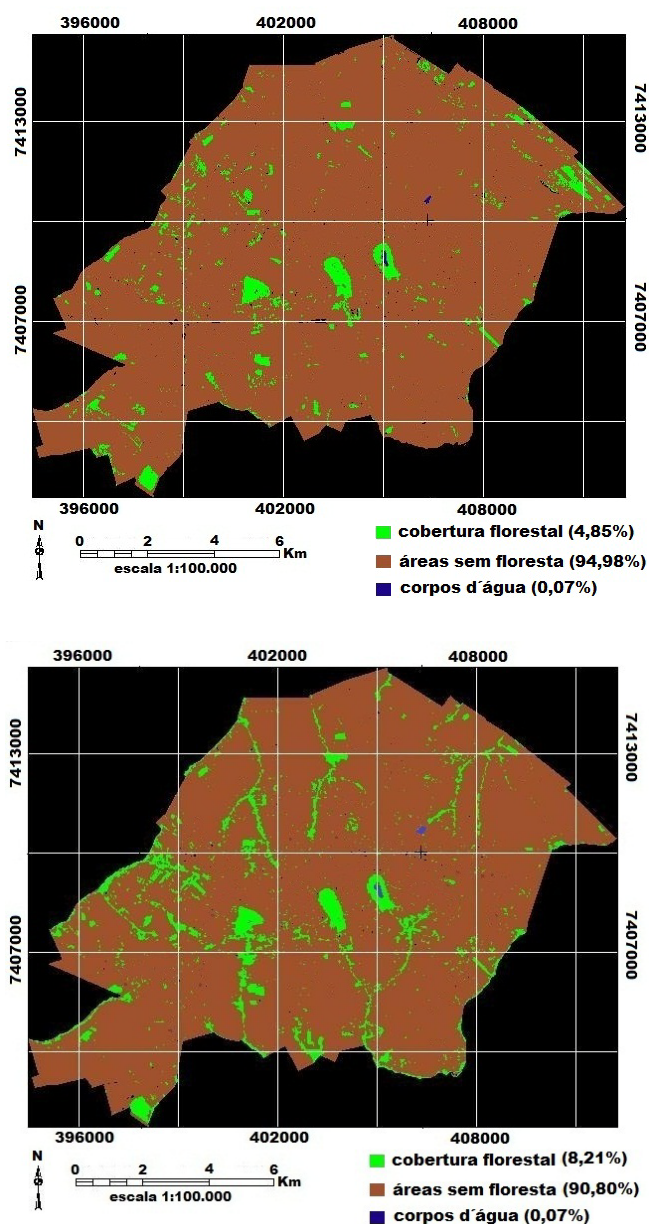 396000 402000 408000
7413000 7413000
7407000 7407000
396000 402000 408000
N
0 2 4 6 Km
escala 1:100.000
cobertura florestal (4,85%)
áreas sem floresta (94,98%)
corpos d´água (0,07%)
396000 402000 408000
7413000 7413000
7407000 7407000
396000 402000 408000
N
0 2 4 6 Km
escala 1:100.000
cobertura florestal (8,21%)
áreas sem floresta (90,80%)
corpos d´água (0,07%)